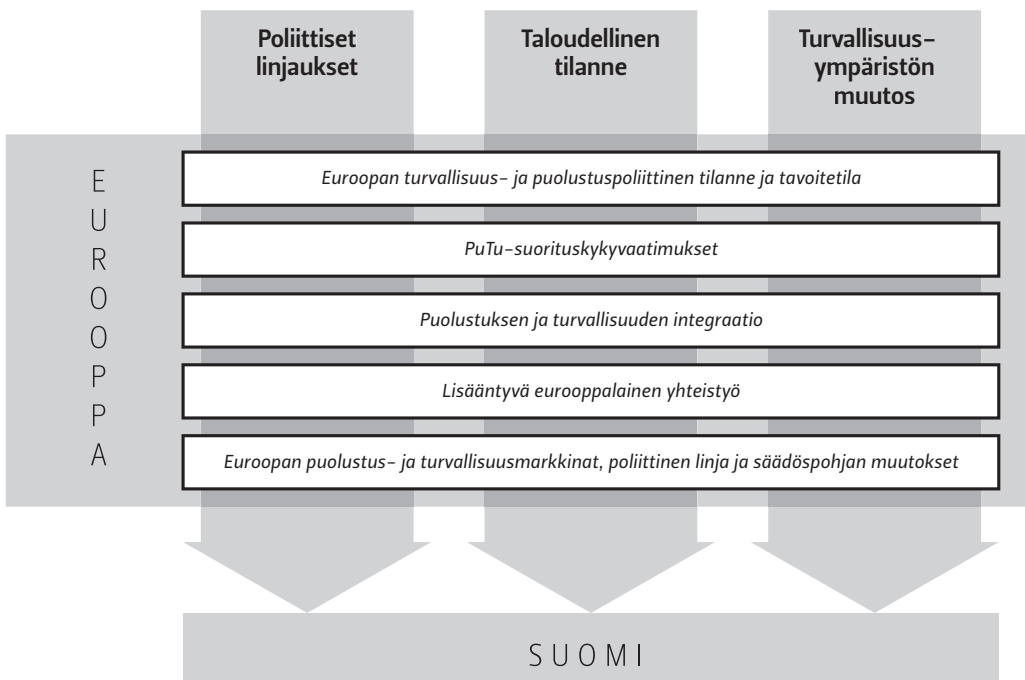 Poliittiset
linjaukset
Taloudellinen
tilanne
Turvallisuus-
ympäristön
muutos
EUROOPPA
Euroopan turvallisuus- ja puolustuspoliittinen tilanne ja tavoitetila
PuTu-suorituskykyvaatimukset
Puolustuksen ja turvallisuuden integraatio
Lisääntyvä eurooppalainen yhteistyö
Euroopan puolustus- ja turvallisuusmarkkinat, poliittinen linja ja säädöspohjan muutokset
SUOMI